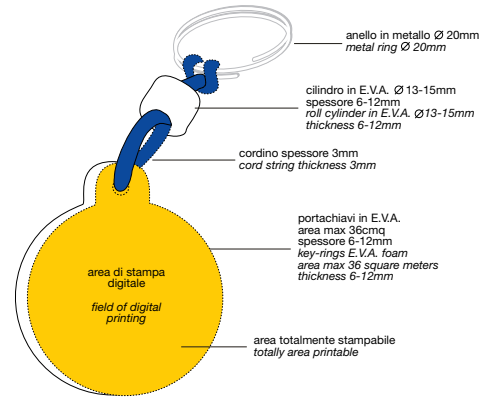 anello in metallo Ø 20mm
metal ring Ø 20mm
cilindro in E.V.A. Ø 13-15mm
spessore 6-12mm
roll cylinder in E.V.A. Ø 13-15mm
thickness 6-12mm
cordino spessore 3mm
cord string thickness 3mm
portachiavi in E.V.A.
area max 36cmq
spessore 6-12mm
key-rings E.V.A. foam
area max 36 square meters
thickness 6-12mm
area di stampa
digitale
field of digital
printing
area totalmente stampabile
totally area printable